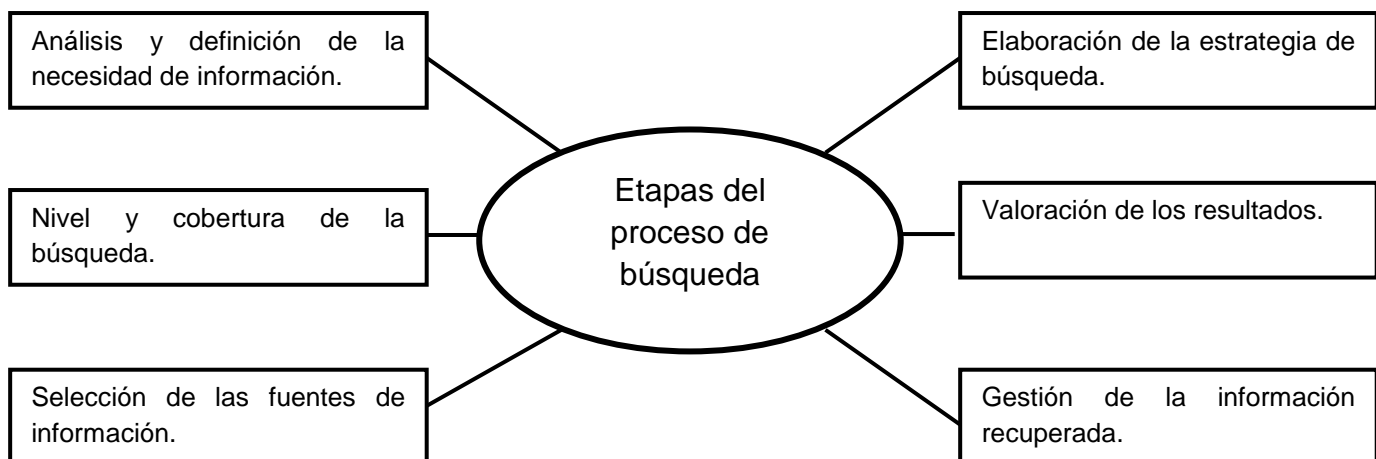 Análisis y definición de la
necesidad de información.
Nivel y cobertura de la
búsqueda.
Selección de las fuentes de
información.
Etapas del
proceso de
búsqueda
Elaboración de la estrategia de
búsqueda.
Valoración de los resultados.
Gestión de la información
recuperada.